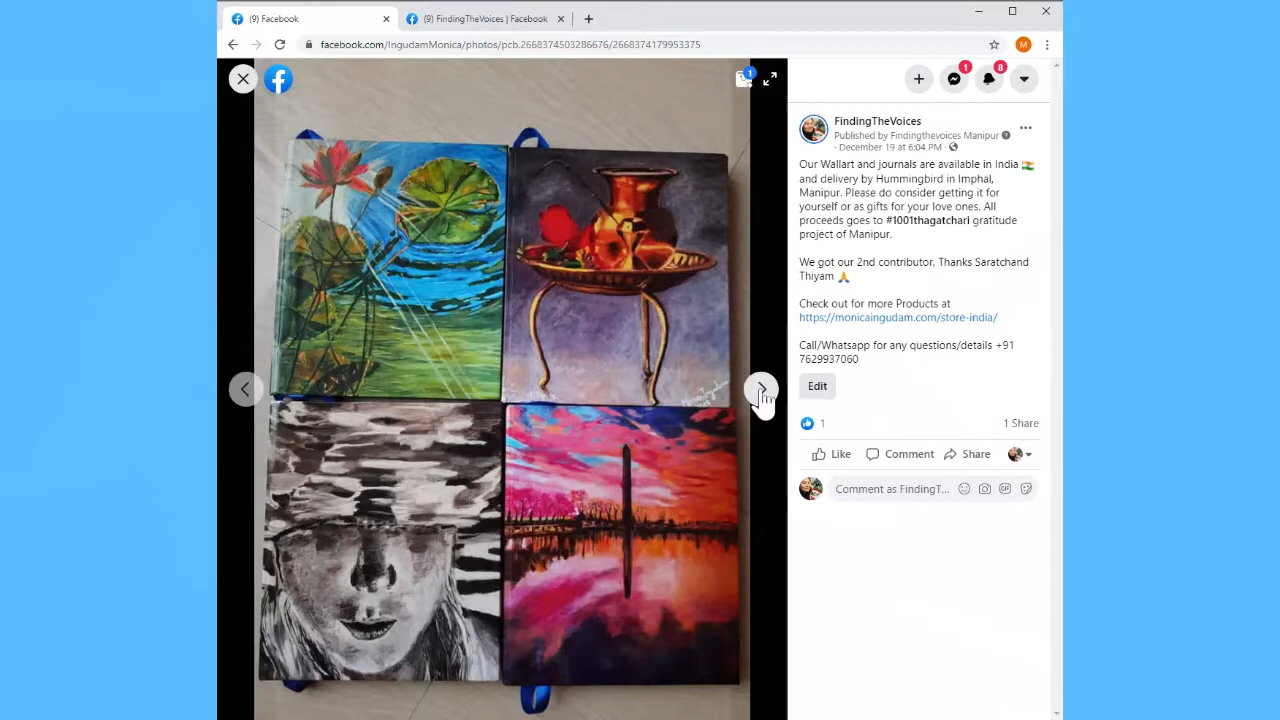 (9) Facebook
(9) FindingTheVoices | Facebook
facebook.com/IngudamMonica/photos/pcb.2668374503286676/2668374179953375
M
1
1
8
FindingTheVoices
Published by Findingthevoices Manipur
· December 19 at 6:04 PM ·
Our Wallart and journals are available in India 🇮🇳
and delivery by Hummingbird in Imphal,
Manipur. Please do consider getting it for
yourself or as gifts for your love ones. All
proceeds goes to #1001thagatchari gratitude
project of Manipur.
We got our 2nd contributor, Thanks Saratchand
Thiyam 🙏
Check out for more Products at
https://monicaingudam.com/store-india/
Call/Whatsapp for any questions/details +91
7629937060
Edit
1
1 Share
Like
Comment
Share
Comment as FindingT...
GIF